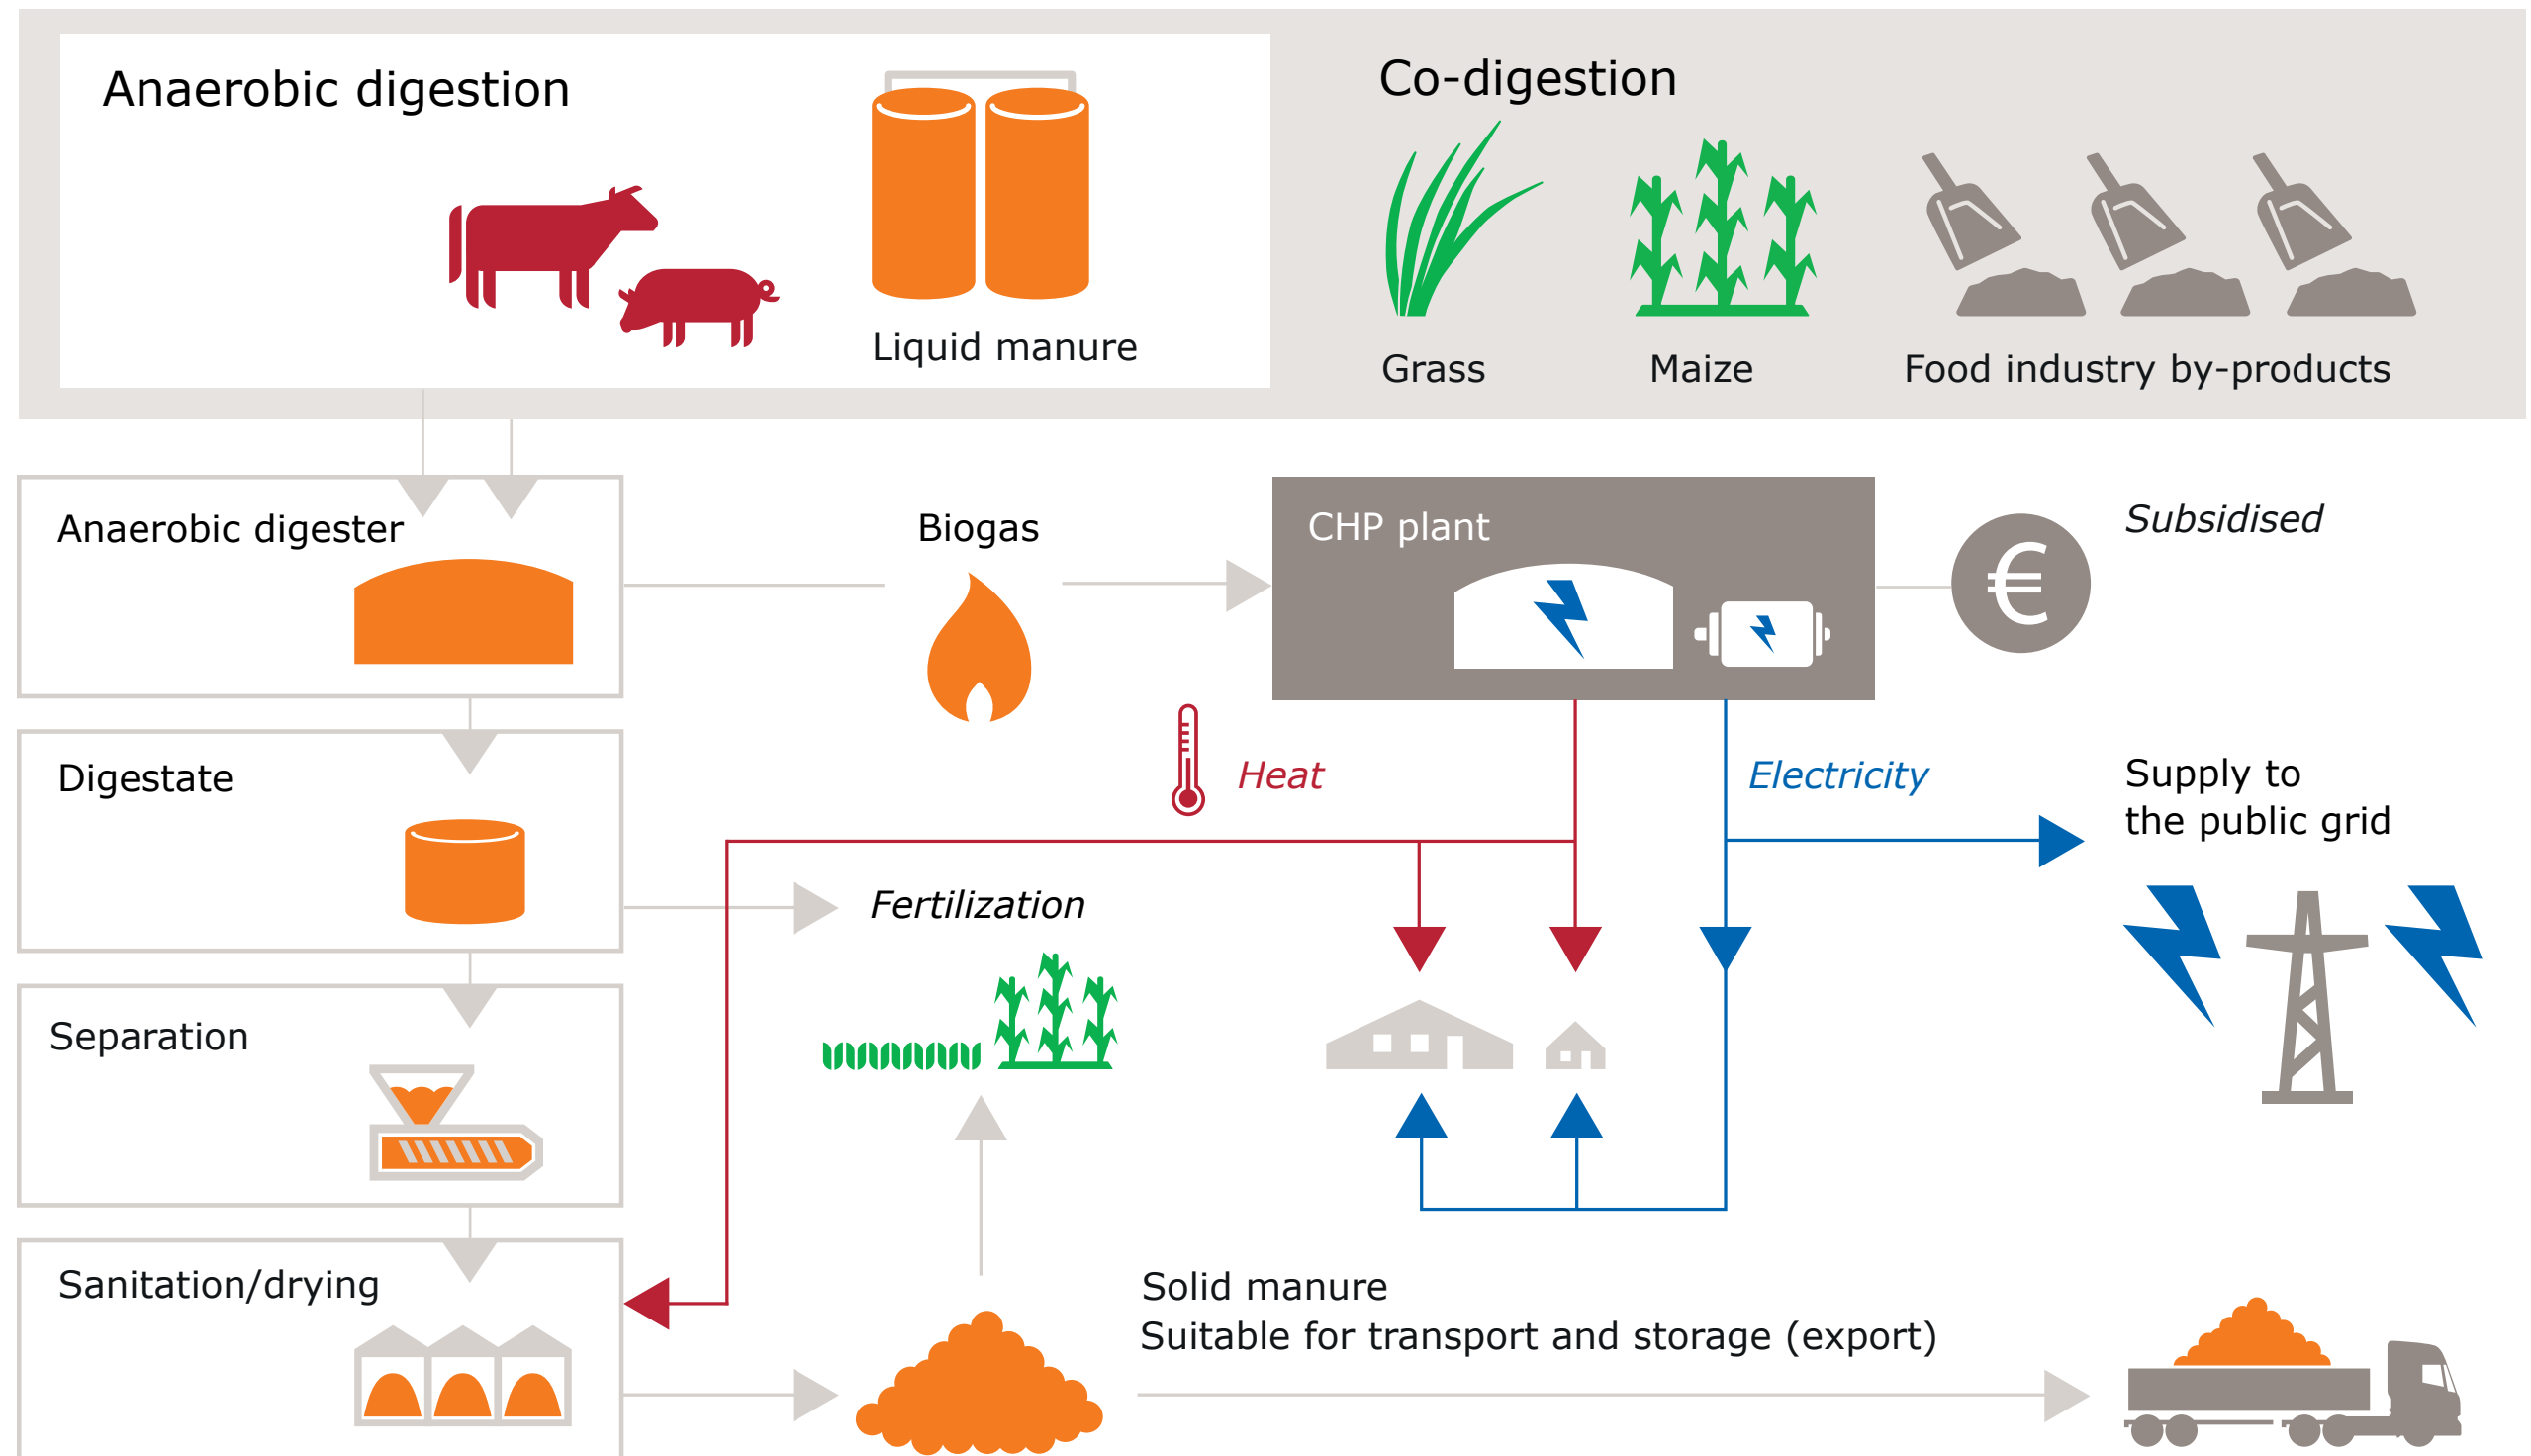 Anaerobic digestion
Liquid manure
Co-digestion
Grass
Maize
Food industry by-products
Anaerobic digester
Biogas
CHP plant
€
Subsidised
Digestate
Heat
Electricity
Supply to
the public grid
Fertilization
Separation
Sanitation/drying
Solid manure
Suitable for transport and storage (export)